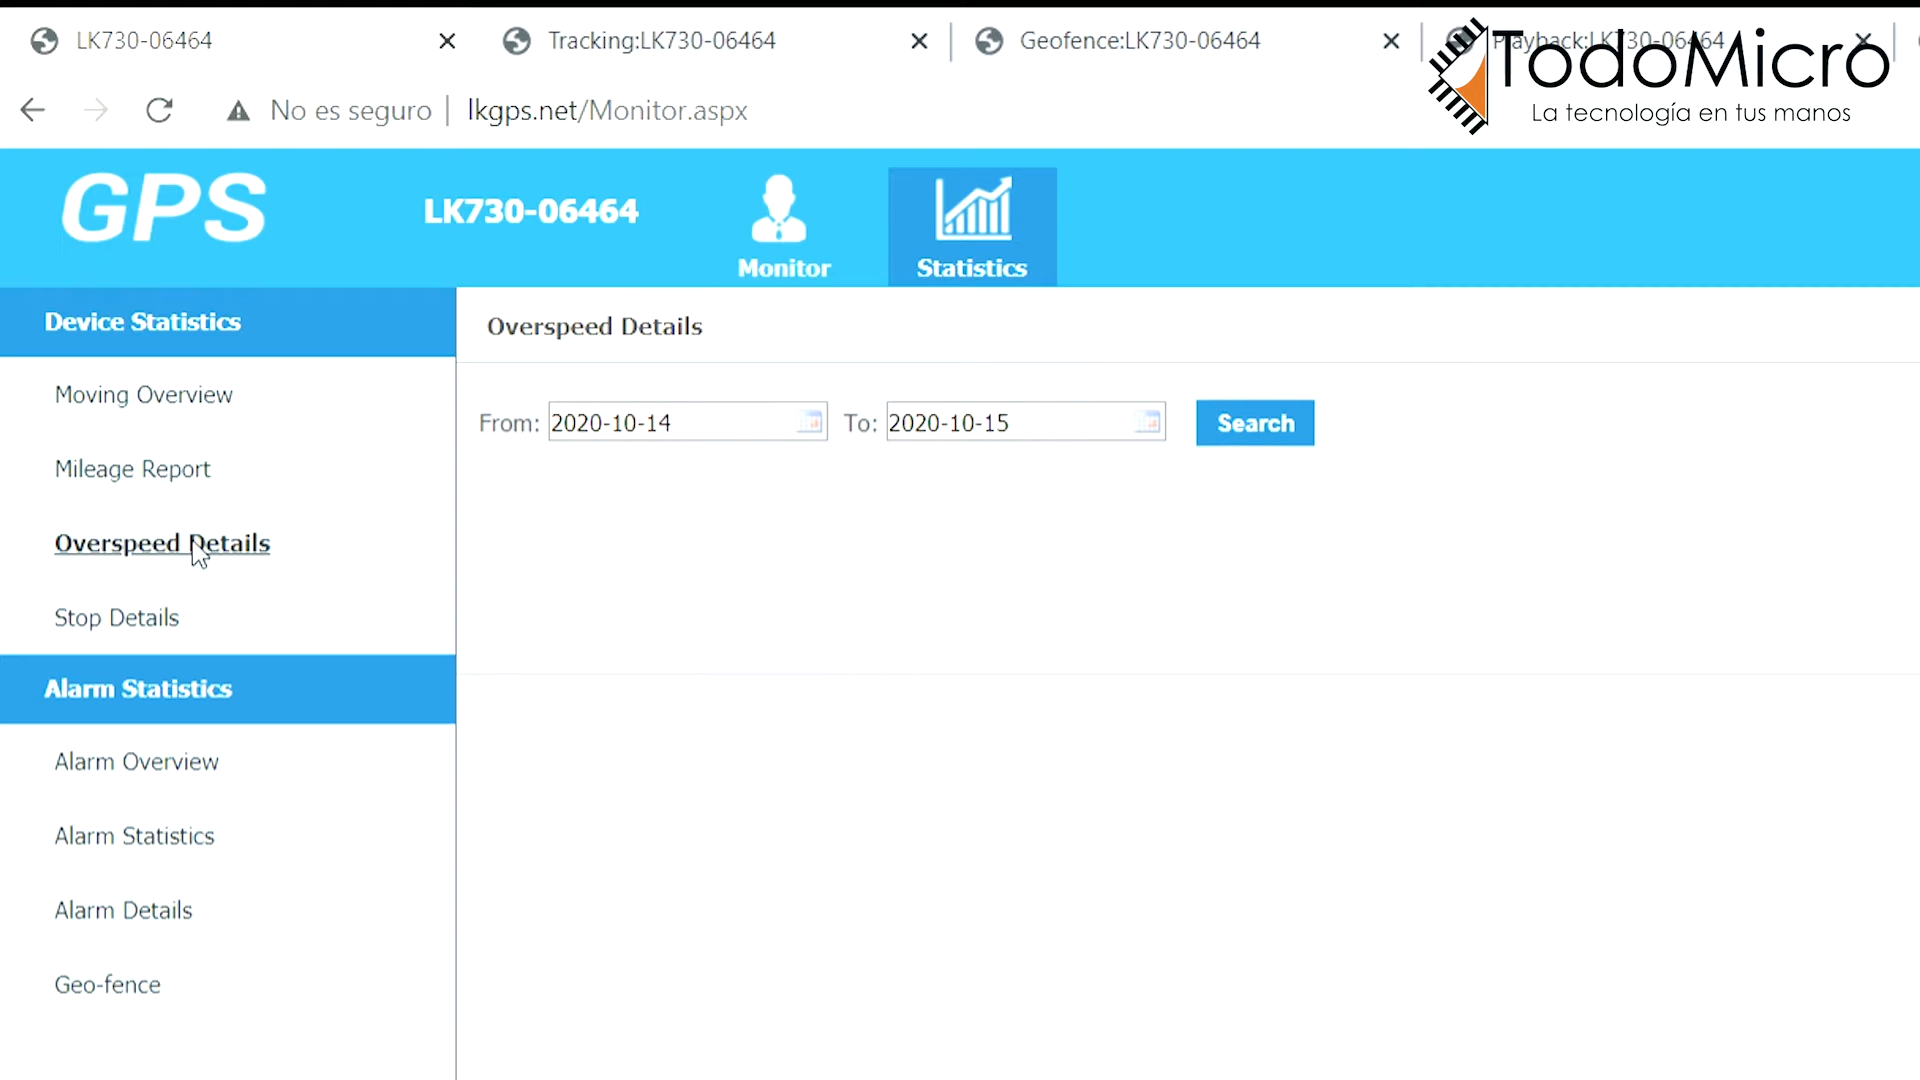 LK730-06464
Tracking:LK730-06464
Geofence:LK730-06464
Playback:LK730-06464
TodoMicro
La tecnología en tus manos
No es seguro | lkgps.net/Monitor.aspx
GPS
LK730-06464
Monitor
Statistics
Device Statistics
Moving Overview
Mileage Report
Overspeed Details
Stop Details
Alarm Statistics
Alarm Overview
Alarm Statistics
Alarm Details
Geo-fence
Overspeed Details
From: 2020-10-14 To: 2020-10-15 Search